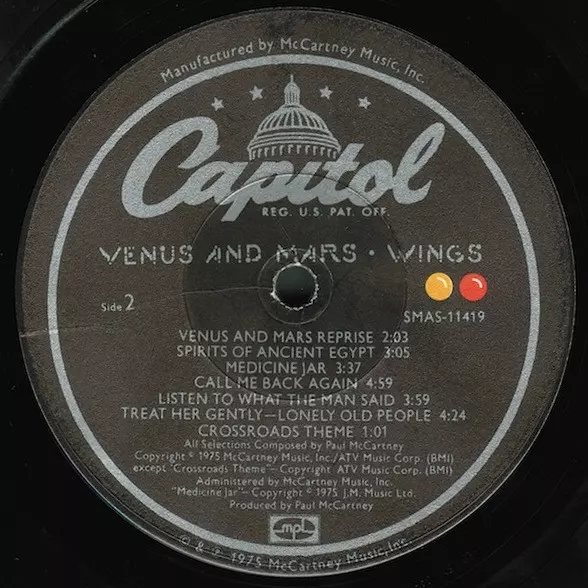 Manufactured by McCartney Music, Inc.
Capitol
REG. U.S. PAT. OFF.
VENUS AND MARS • WINGS
Side 2
SMAS-11419
VENUS AND MARS REPRISE 2:03
SPIRITS OF ANCIENT EGYPT 3:05
MEDICINE JAR 3:37
CALL ME BACK AGAIN 4:59
LISTEN TO WHAT THE MAN SAID 3:59
TREAT HER GENTLY—LONELY OLD PEOPLE 4:24
CROSSROADS THEME 1:01
All Selections Composed by Paul McCartney
Copyright © 1975 McCartney Music, Inc./ATV Music Corp. (BMI)
except "Crossroads Theme"—Copyright ATV Music Corp. (BMI)
Administered by McCartney Music, Inc.
"Medicine Jar"—Copyright © 1975 J.M. Music Ltd.
Produced by Paul McCartney
mpl
© & ℗ 1975 McCartney Music, Inc.